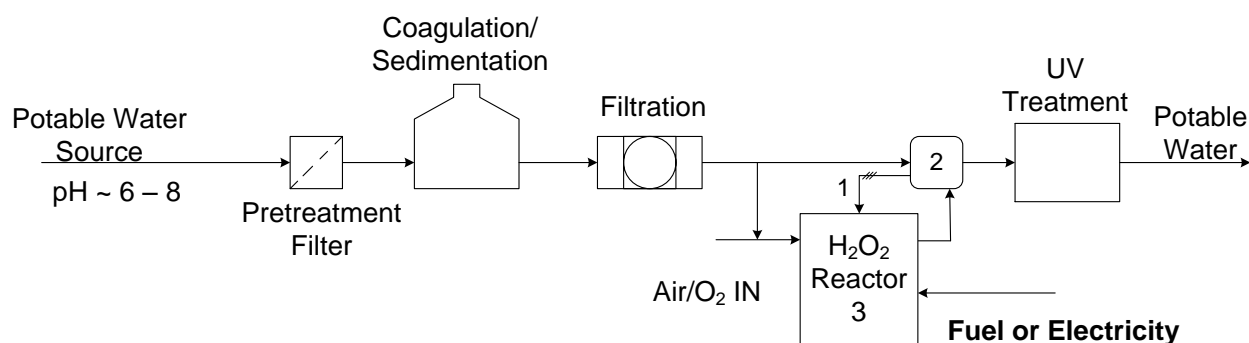 Potable Water
Source
pH ~ 6 – 8
Pretreatment
Filter
Coagulation/
Sedimentation
Filtration
Air/O₂ IN
1
2
H₂O₂
Reactor
3
Fuel or Electricity
UV
Treatment
Potable
Water